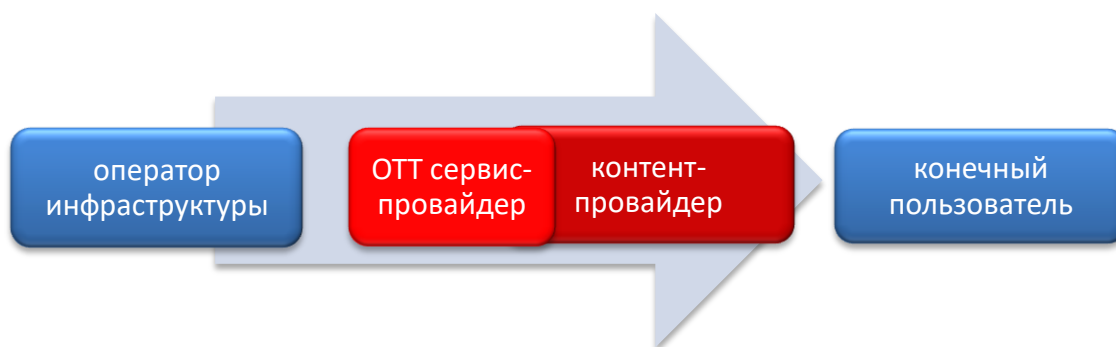 оператор
инфраструктуры
ОТТ сервис-
провайдер
контент-
провайдер
конечный
пользователь